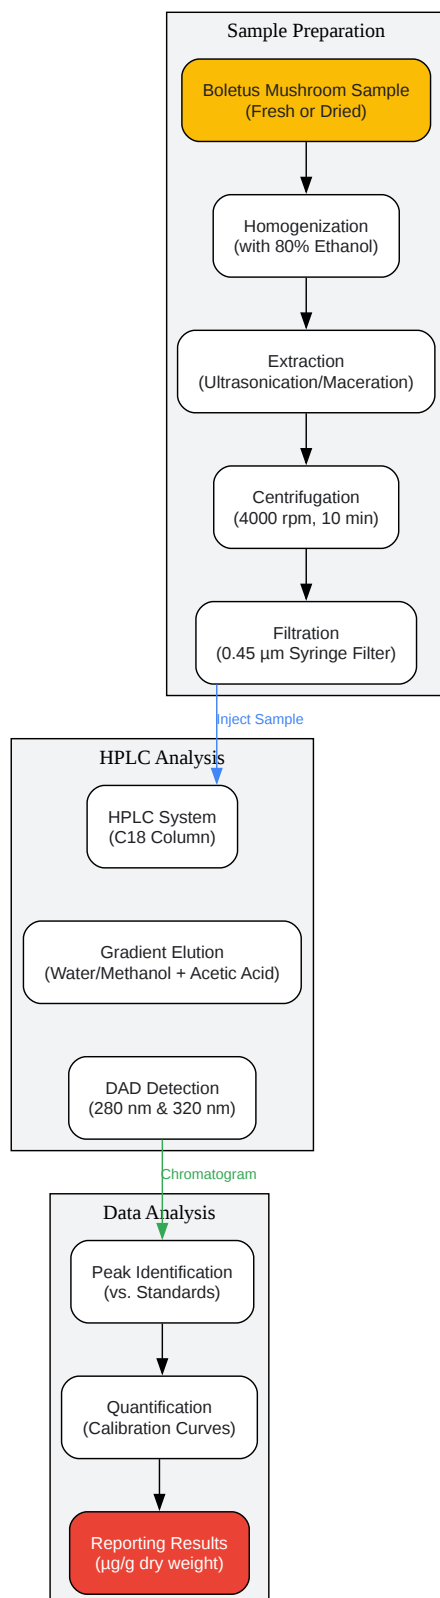 Sample Preparation
Boletus Mushroom Sample
(Fresh or Dried)
Homogenization
(with 80% Ethanol)
Extraction
(Ultrasonication/Maceration)
Centrifugation
(4000 rpm, 10 min)
Filtration
(0.45 µm Syringe Filter)
Inject Sample
HPLC Analysis
HPLC System
(C18 Column)
Gradient Elution
(Water/Methanol + Acetic Acid)
DAD Detection
(280 nm & 320 nm)
Chromatogram
Data Analysis
Peak Identification
(vs. Standards)
Quantification
(Calibration Curves)
Reporting Results
(µg/g dry weight)